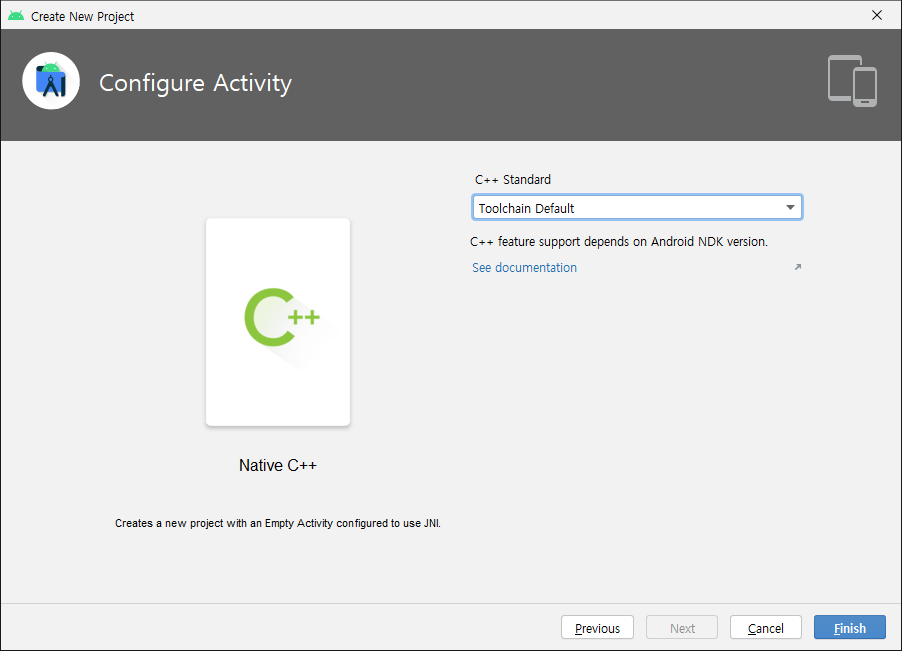 Create New Project
Configure Activity
C++ Standard
Toolchain Default
C++ feature support depends on Android NDK version.
See documentation
C++
Native C++
Creates a new project with an Empty Activity configured to use JNI.
Previous
Next
Cancel
Finish